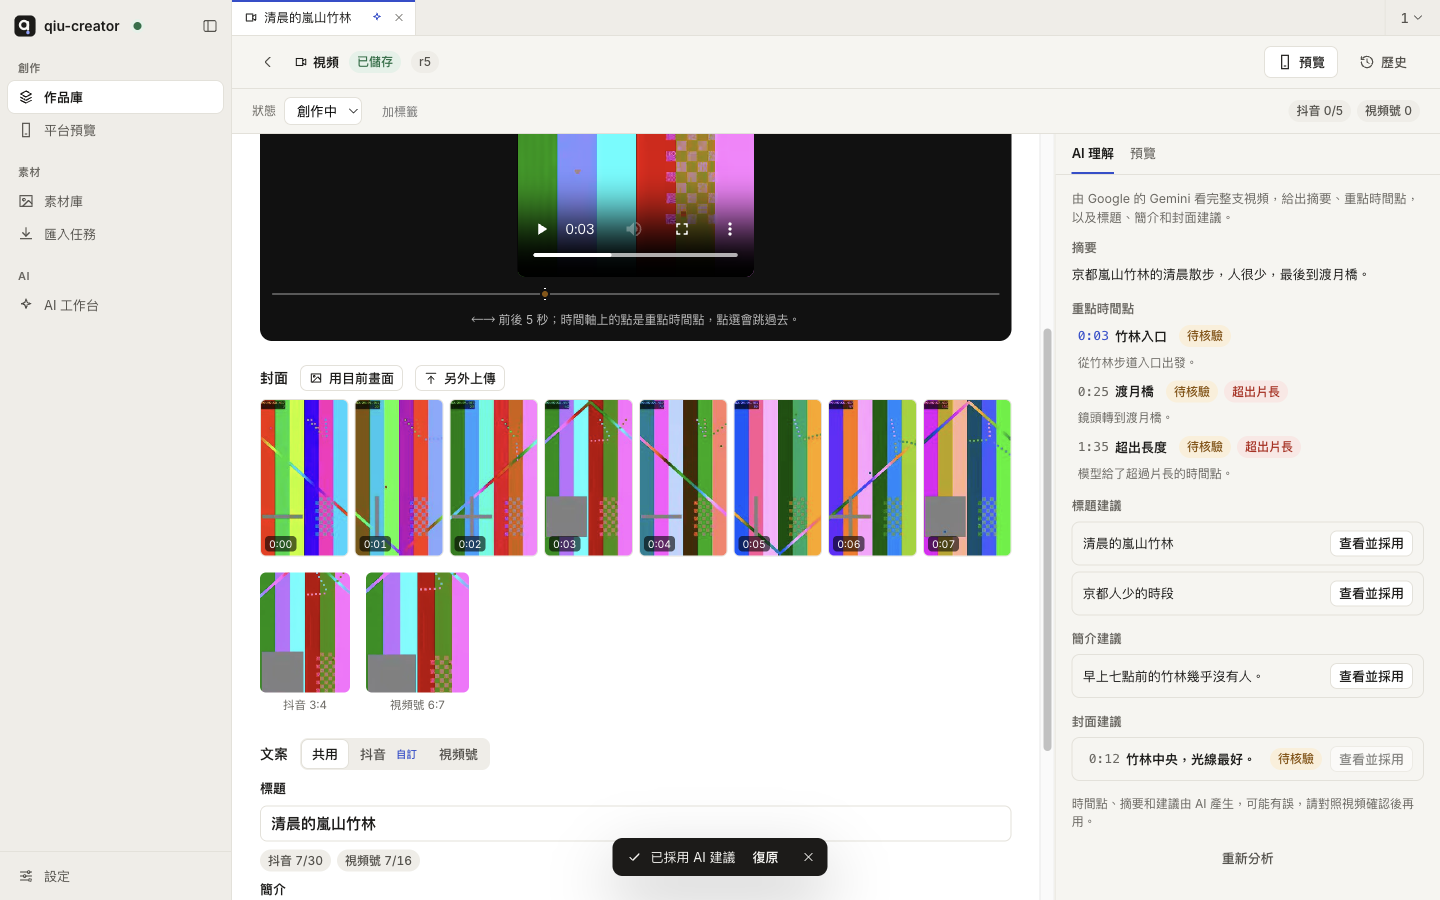 qiu-creator
創作
作品庫
平台預覽
素材
素材庫
匯入任務
AI
AI 工作台
設定
清晨的嵐山竹林
1
視頻 已儲存 r5
預覽 歷史
狀態 創作中 加標籤
抖音 0/5 視頻號 0
0:03
←→ 前後 5 秒；時間軸上的點是重點時間點，點選會跳過去。
封面 用目前畫面 另外上傳
0:00 0:01 0:02 0:03 0:04 0:05 0:06 0:07
抖音 3:4 視頻號 6:7
文案 共用 抖音 自訂 視頻號
標題
清晨的嵐山竹林
抖音 7/30 視頻號 7/16
簡介
已採用 AI 建議 復原
AI 理解 預覽
由 Google 的 Gemini 看完整支視頻，給出摘要、重點時間點，
以及標題、簡介和封面建議。
摘要
京都嵐山竹林的清晨散步，人很少，最後到渡月橋。
重點時間點
0:03 竹林入口 待核驗
從竹林步道入口出發。
0:25 渡月橋 待核驗 超出片長
鏡頭轉到渡月橋。
1:35 超出長度 待核驗 超出片長
模型給了超過片長的時間點。
標題建議
清晨的嵐山竹林 查看並採用
京都人少的時段 查看並採用
簡介建議
早上七點前的竹林幾乎沒有人。 查看並採用
封面建議
0:12 竹林中央，光線最好。 待核驗 查看並採用
時間點、摘要和建議由 AI 產生，可能有誤，請對照視頻確認後再
用。
重新分析